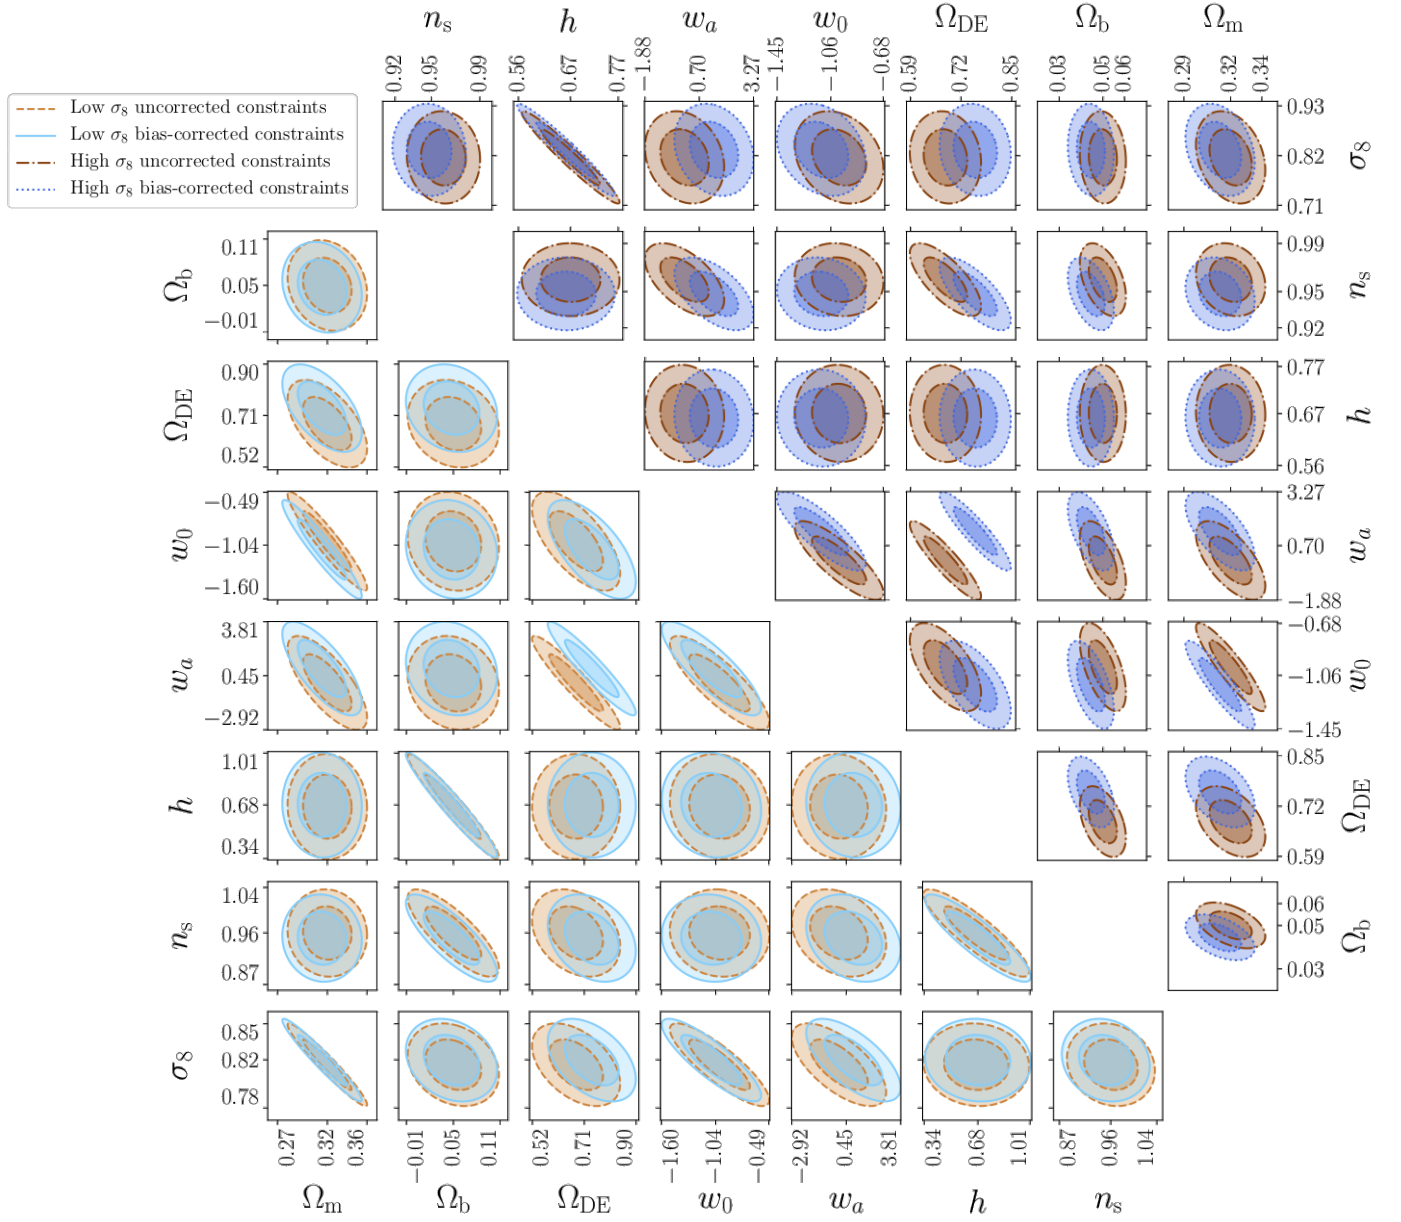 n_s h w_a w_0 Ω_DE Ω_b Ω_m
0.92 0.95 0.99 0.56 0.67 0.77 −1.88 0.70 3.27 −1.45 −1.06 −0.68 0.59 0.72 0.85 0.03 0.05 0.06 0.29 0.32 0.34
Low σ_8 uncorrected constraints
Low σ_8 bias-corrected constraints
High σ_8 uncorrected constraints
High σ_8 bias-corrected constraints
0.93
0.82 σ_8
0.71
0.11 0.99
Ω_b 0.05 0.95 n_s
−0.01 0.92
0.90 0.77
Ω_DE 0.71 0.67 h
0.52 0.56
−0.49 3.27
w_0 −1.04 0.70 w_a
−1.60 −1.88
3.81 −0.68
w_a 0.45 −1.06 w_0
−2.92 −1.45
1.01 0.85
h 0.68 0.72 Ω_DE
0.34 0.59
1.04 0.06
n_s 0.96 0.05 Ω_b
0.87 0.03
0.85
σ_8 0.82
0.78
0.27 0.32 0.36 −0.01 0.05 0.11 0.52 0.71 0.90 −1.60 −1.04 −0.49 −2.92 0.45 3.81 0.34 0.68 1.01 0.87 0.96 1.04
Ω_m Ω_b Ω_DE w_0 w_a h n_s